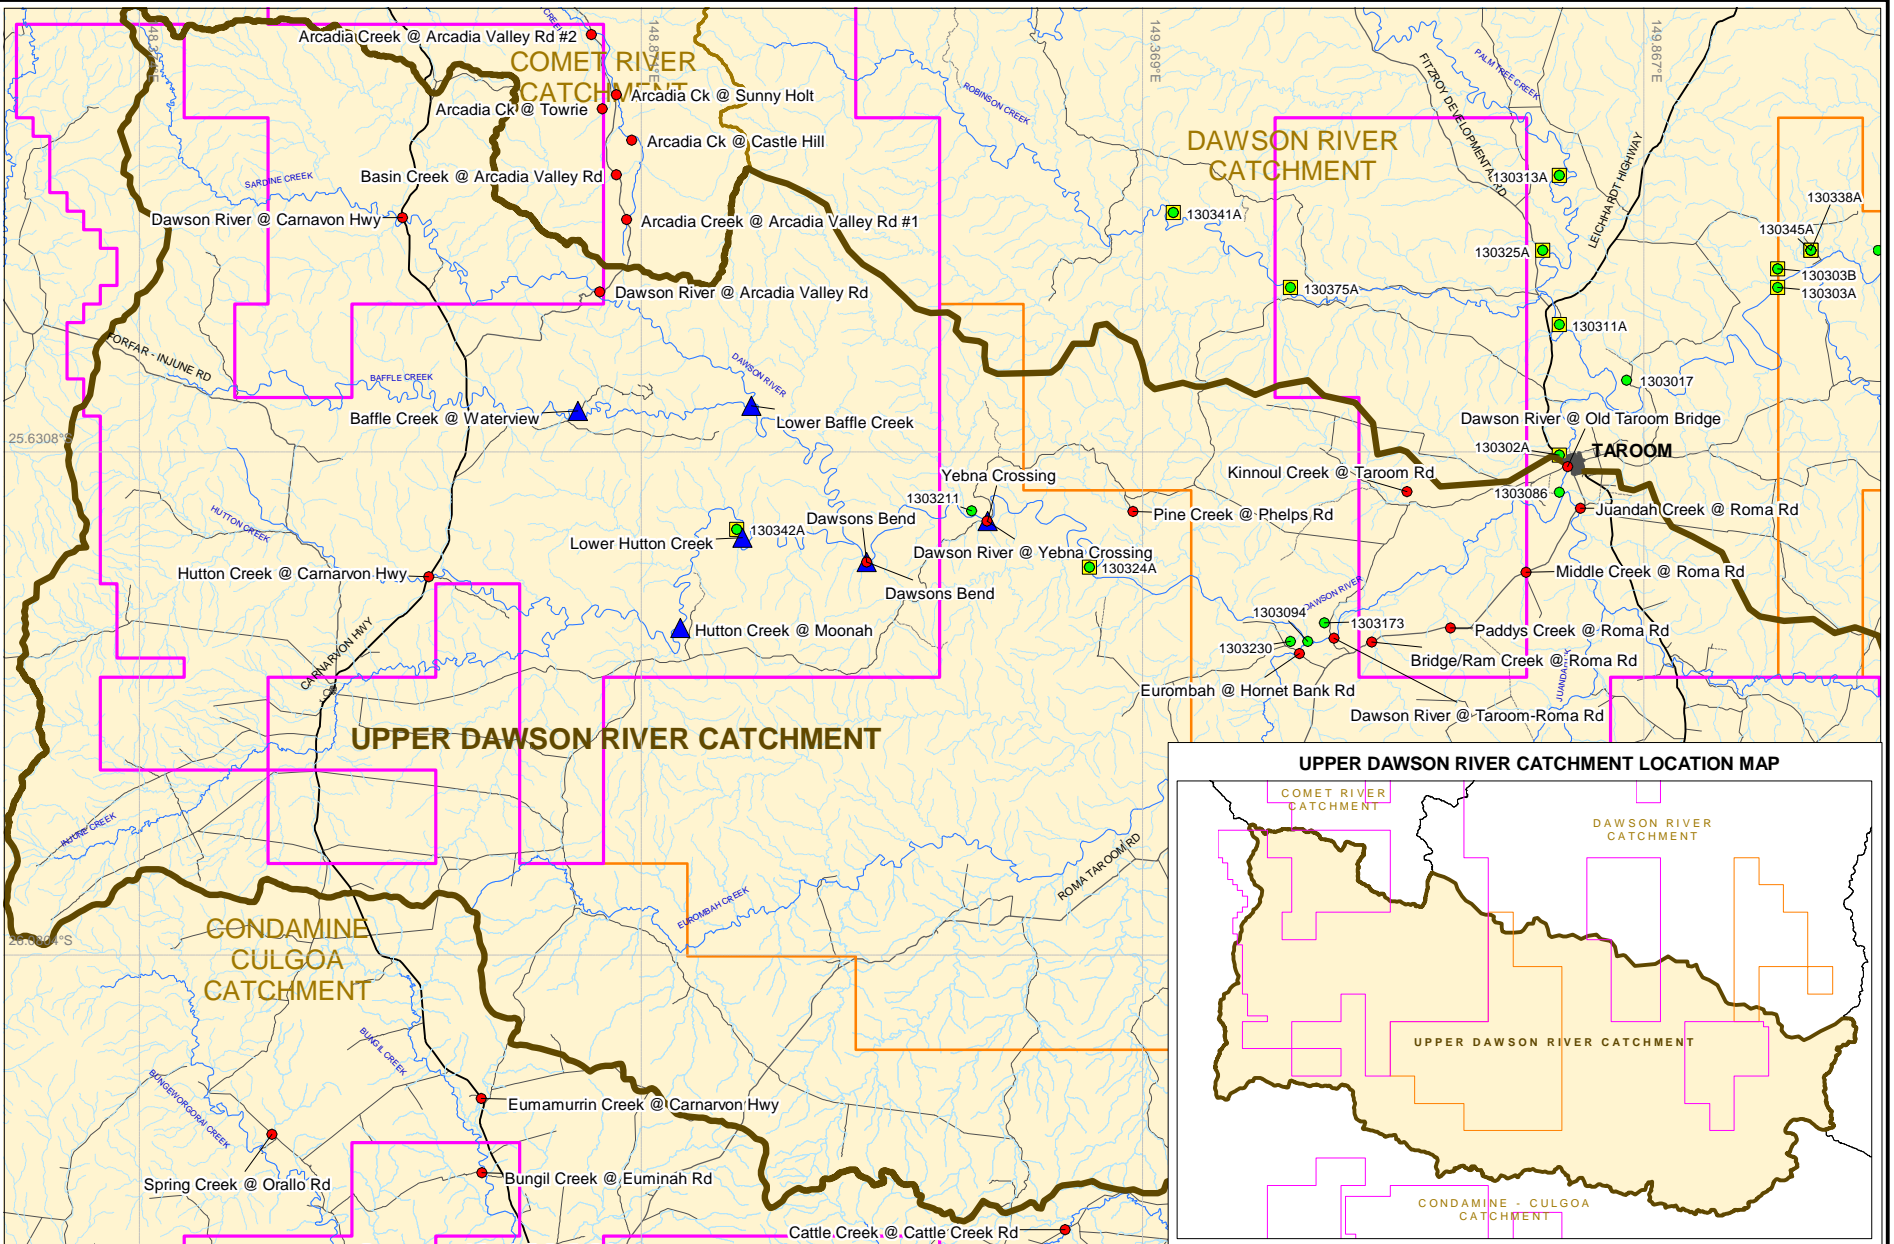 Arcadia Creek @ Arcadia Valley Rd #2
COMET RIVER
CATCHMENT
Arcadia Ck @ Sunny Holt
Arcadia Ck @ Towrie
Arcadia Ck @ Castle Hill
Basin Creek @ Arcadia Valley Rd
SARDINE CREEK
Dawson River @ Carnavon Hwy
Arcadia Creek @ Arcadia Valley Rd #1
Dawson River @ Arcadia Valley Rd
149.369°E
149.867°E
ROBINSON CREEK
PALM TREE CREEK
FITZROY DEVELOPMENTAL RD
LEICHHARDT HIGHWAY
DAWSON RIVER
CATCHMENT
130313A
130338A
130341A
130345A
130325A
130303B
130303A
130375A
130311A
1303017
FORFAR - INJUNE RD
BAFFLE CREEK
DAWSON RIVER
Baffle Creek @ Waterview
Lower Baffle Creek
25.6308°S
Dawson River @ Old Taroom Bridge
130302A
TAROOM
Yebna Crossing
Kinnoul Creek @ Taroom Rd
1303211
1303086
HUTTON CREEK
130342A
Dawsons Bend
Pine Creek @ Phelps Rd
Juandah Creek @ Roma Rd
Lower Hutton Creek
Dawson River @ Yebna Crossing
130324A
Hutton Creek @ Carnarvon Hwy
Dawsons Bend
Middle Creek @ Roma Rd
DAWSON RIVER
1303094
1303173
Hutton Creek @ Moonah
Paddys Creek @ Roma Rd
1303230
Bridge/Ram Creek @ Roma Rd
CARNARVON HWY
Eurombah @ Hornet Bank Rd
Dawson River @ Taroom-Roma Rd
UPPER DAWSON RIVER CATCHMENT
INJUNE CREEK
EUROMBAH CREEK
ROMA TAROOM RD
CONDAMINE
CULGOA
CATCHMENT
BUNGIL CREEK
BUNGEWORGORAI CREEK
Eumamurrin Creek @ Carnarvon Hwy
Spring Creek @ Orallo Rd
Bungil Creek @ Euminah Rd
Cattle Creek @ Cattle Creek Rd
UPPER DAWSON RIVER CATCHMENT LOCATION MAP
COMET RIVER
CATCHMENT
DAWSON RIVER
CATCHMENT
UPPER DAWSON RIVER CATCHMENT
CONDAMINE - CULGOA
CATCHMENT